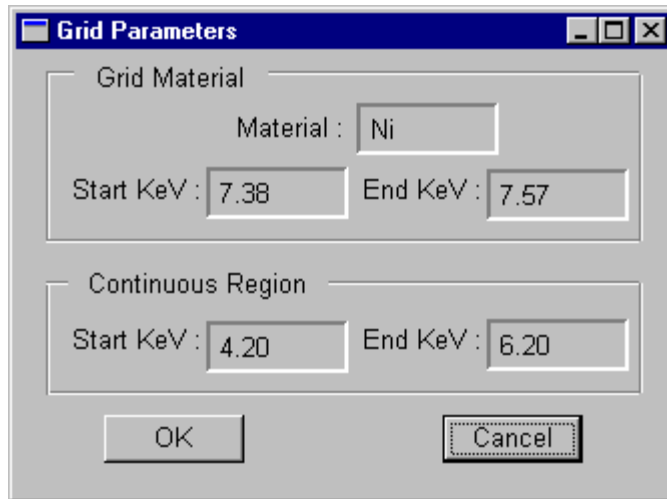 Grid Parameters
Grid Material
Material : Ni
Start KeV : 7.38 End KeV : 7.57
Continuous Region
Start KeV : 4.20 End KeV : 6.20
OK Cancel